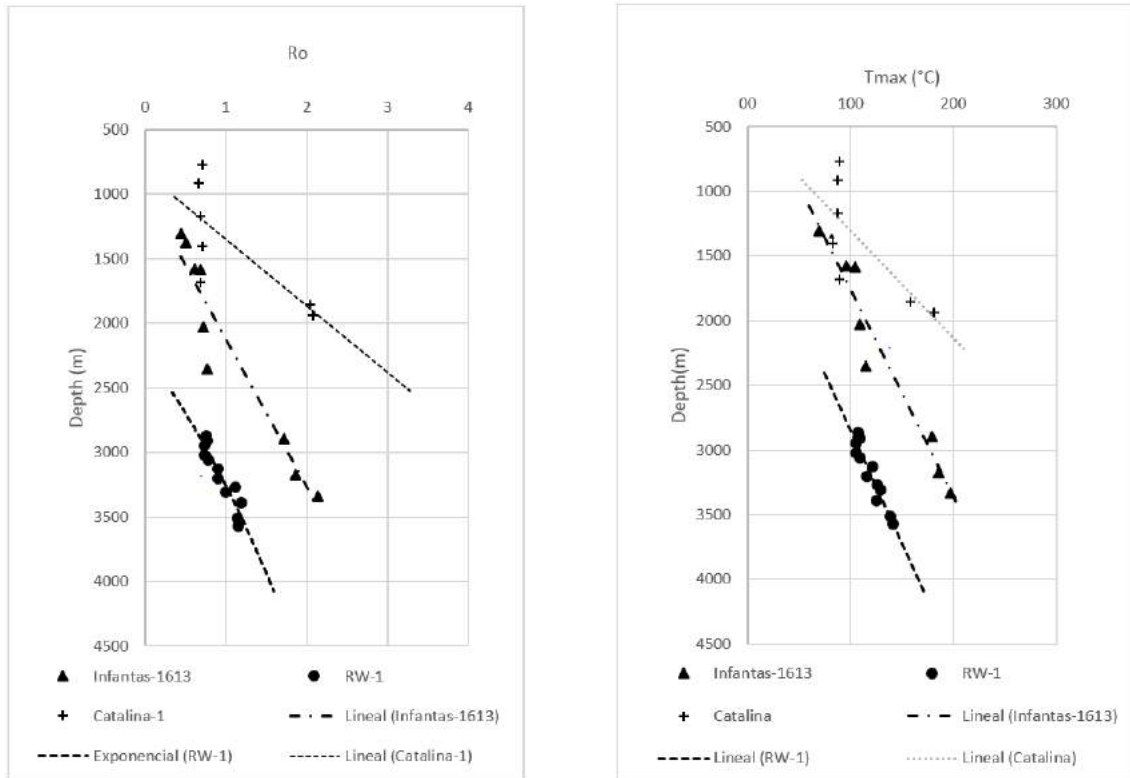 Ro
0 1 2 3 4
500
1000
1500
2000
2500
3000
3500
4000
4500
Depth (m)
Infantas-1613 RW-1
Catalina-1 Lineal (Infantas-1613)
Exponencial (RW-1) Lineal (Catalina-1)
Tmax (°C)
00 100 200 300
500
1000
1500
2000
2500
3000
3500
4000
4500
Depth(m)
Infantas-1613 RW-1
Catalina Lineal (Infantas-1613)
Lineal (RW-1) Lineal (Catalina)